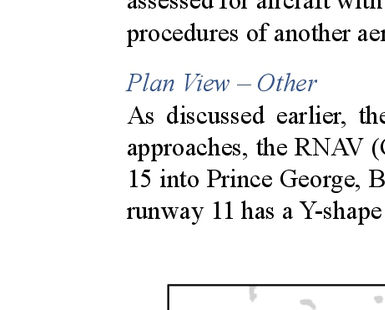 assessed for aircraft with
procedures of another aer
Plan View – Other
As discussed earlier, the
approaches, the RNAV (
15 into Prince George, B
runway 11 has a Y-shape